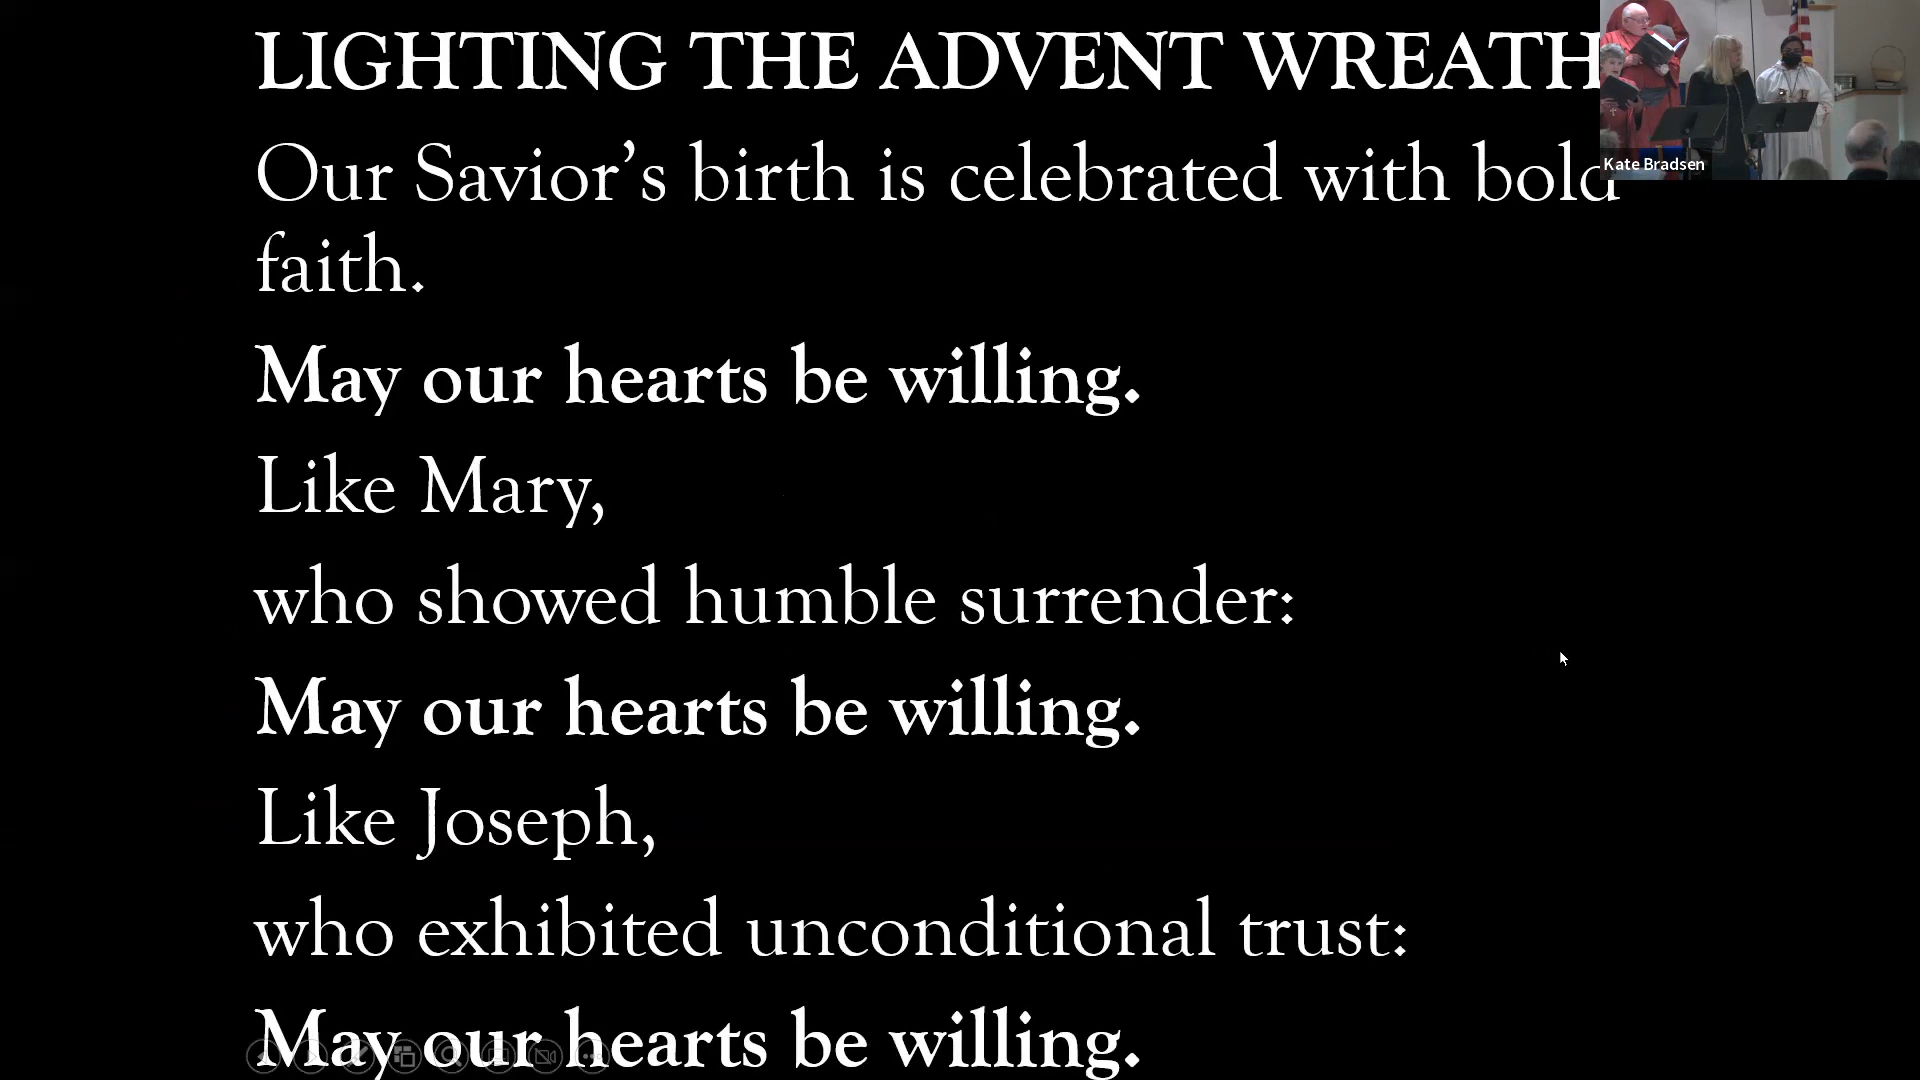 LIGHTING THE ADVENT WREATH
Our Savior’s birth is celebrated with bold
faith.
May our hearts be willing.
Like Mary,
who showed humble surrender:
May our hearts be willing.
Like Joseph,
who exhibited unconditional trust:
May our hearts be willing.
Kate Bradsen